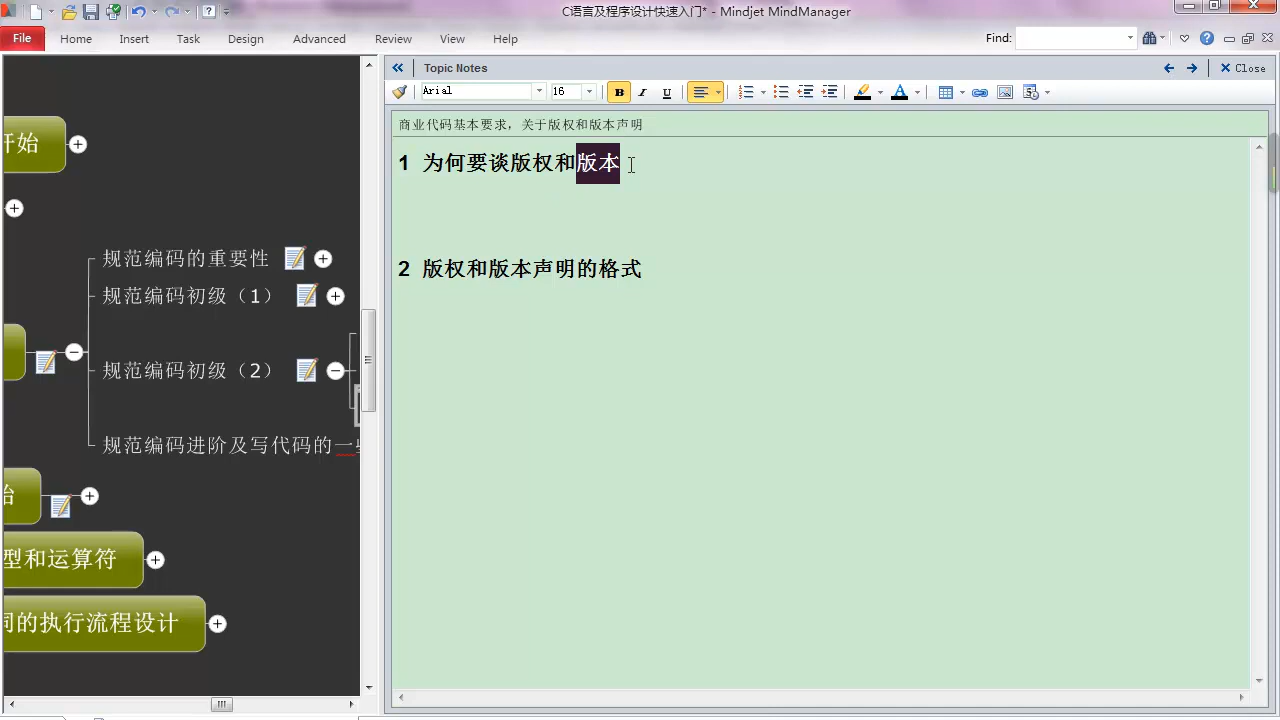 C语言及程序设计快速入门* - Mindjet MindManager
File Home Insert Task Design Advanced Review View Help Find:
Topic Notes Close
Arial 16 B I U
商业代码基本要求，关于版权和版本声明
1 为何要谈版权和版本
2 版权和版本声明的格式
开始
规范编码的重要性
规范编码初级（1）
规范编码初级（2）
规范编码进阶及写代码的一些
始
型和运算符
同的执行流程设计